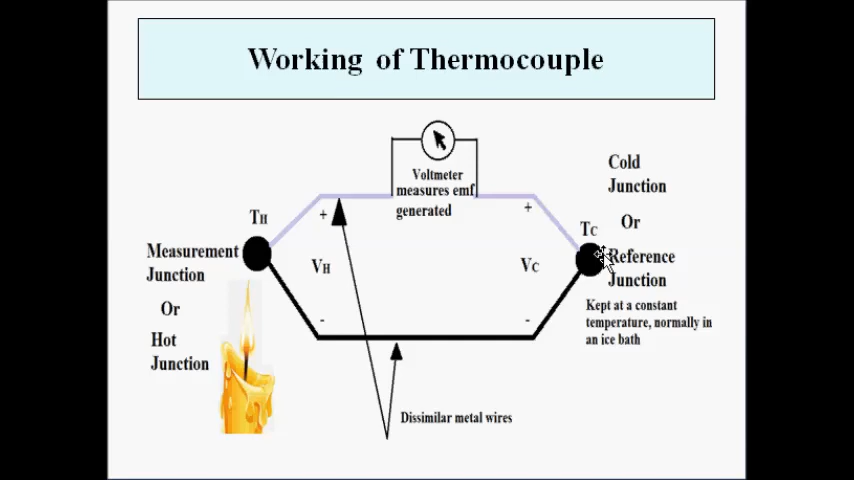 Working of Thermocouple
Voltmeter
measures emf
generated
Cold
Junction
Or
Reference
Junction
Kept at a constant
temperature, normally in
an ice bath
TH
+
+
TC
Measurement
Junction
Or
Hot
Junction
VH
VC
-
-
Dissimilar metal wires